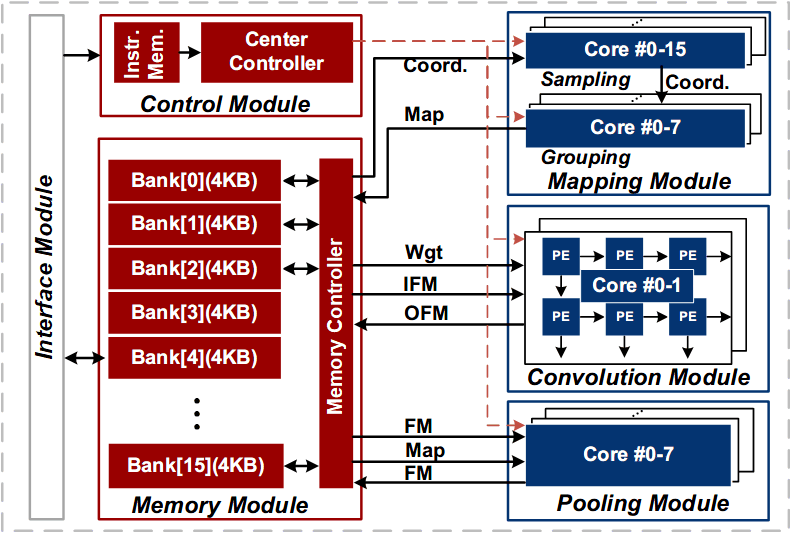 Interface Module
Instr.
Mem.
Center
Controller
Control Module
Bank[0](4KB)
Bank[1](4KB)
Bank[2](4KB)
Bank[3](4KB)
Bank[4](4KB)
Bank[15](4KB)
Memory Controller
Memory Module
Coord.
Map
Wgt
IFM
OFM
FM
Map
FM
Core #0-15
Sampling
Coord.
Core #0-7
Grouping
Mapping Module
PE
PE
PE
Core #0-1
PE
PE
PE
Convolution Module
Core #0-7
Pooling Module